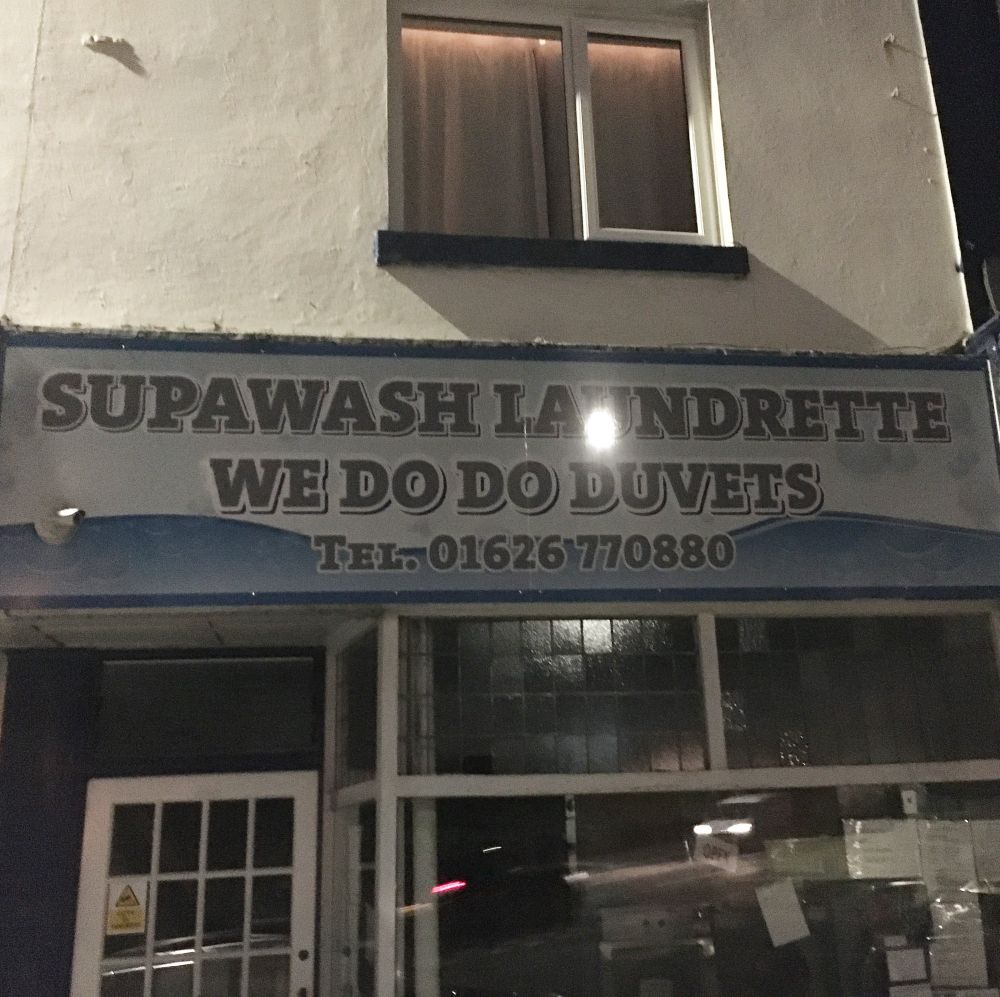 SUPAWASH LAUNDRETTE
WE DO DO DUVETS
TEL. 01626 770880